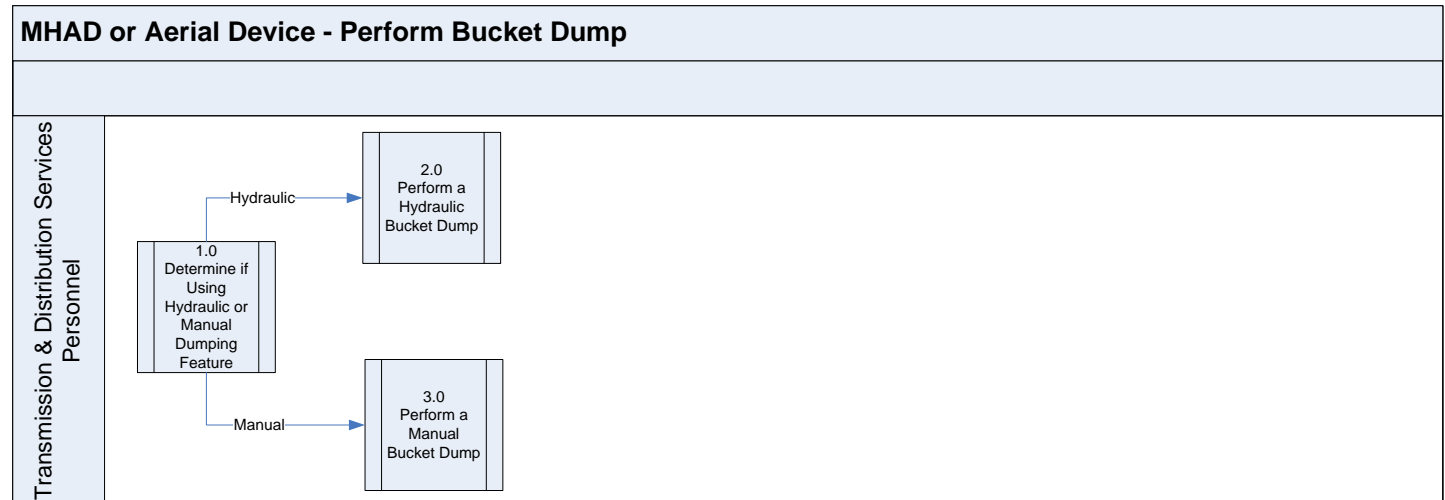 MHAD or Aerial Device - Perform Bucket Dump
Transmission & Distribution Services
Personnel
1.0
Determine if
Using
Hydraulic or
Manual
Dumping
Feature
Hydraulic
2.0
Perform a
Hydraulic
Bucket Dump
Manual
3.0
Perform a
Manual
Bucket Dump